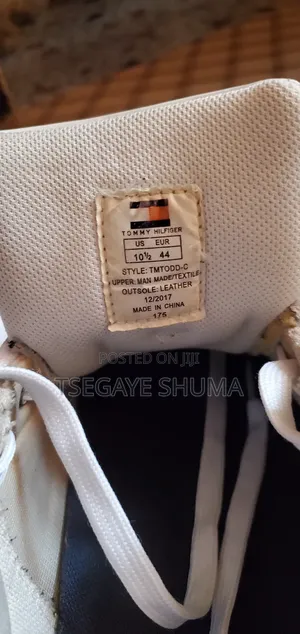 TOMMY HILFIGER
US EUR
10½ 44
STYLE: TMTODD-C
UPPER: MAN MADE/TEXTILE
OUTSOLE: LEATHER
12/2017
MADE IN CHINA
175
POSTED ON JIJI
TSEGAYE SHUMA